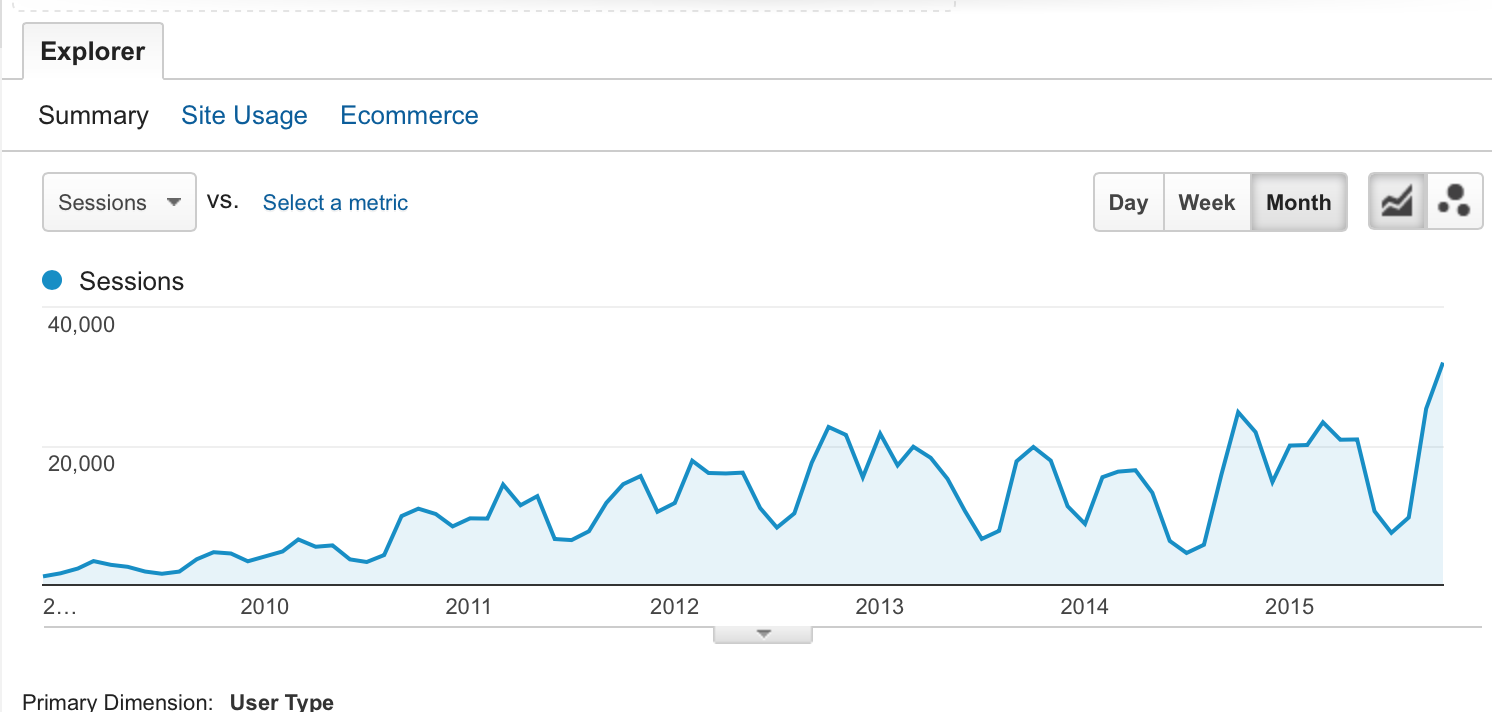 Explorer
Summary Site Usage Ecommerce
Sessions vs. Select a metric Day Week Month
Sessions
40,000
20,000
2... 2010 2011 2012 2013 2014 2015
Primary Dimension: User Type